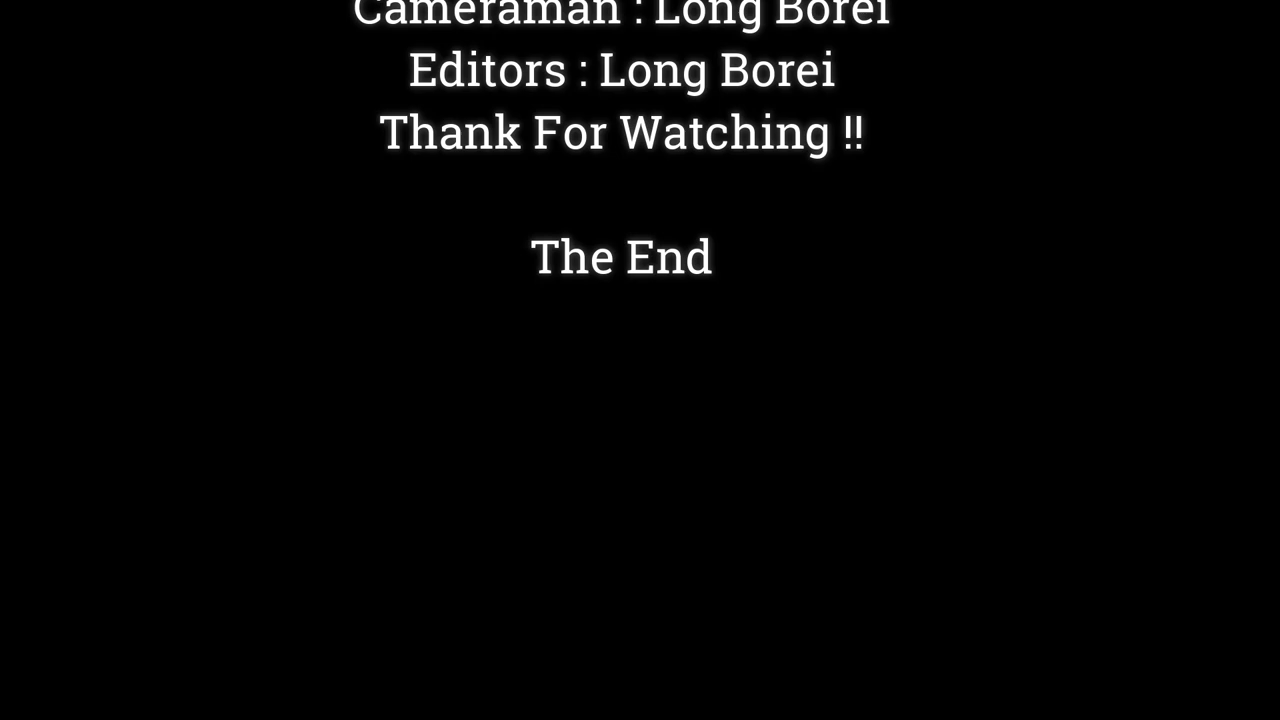 Cameraman : Long Borei
Editors : Long Borei
Thank For Watching !!
The End